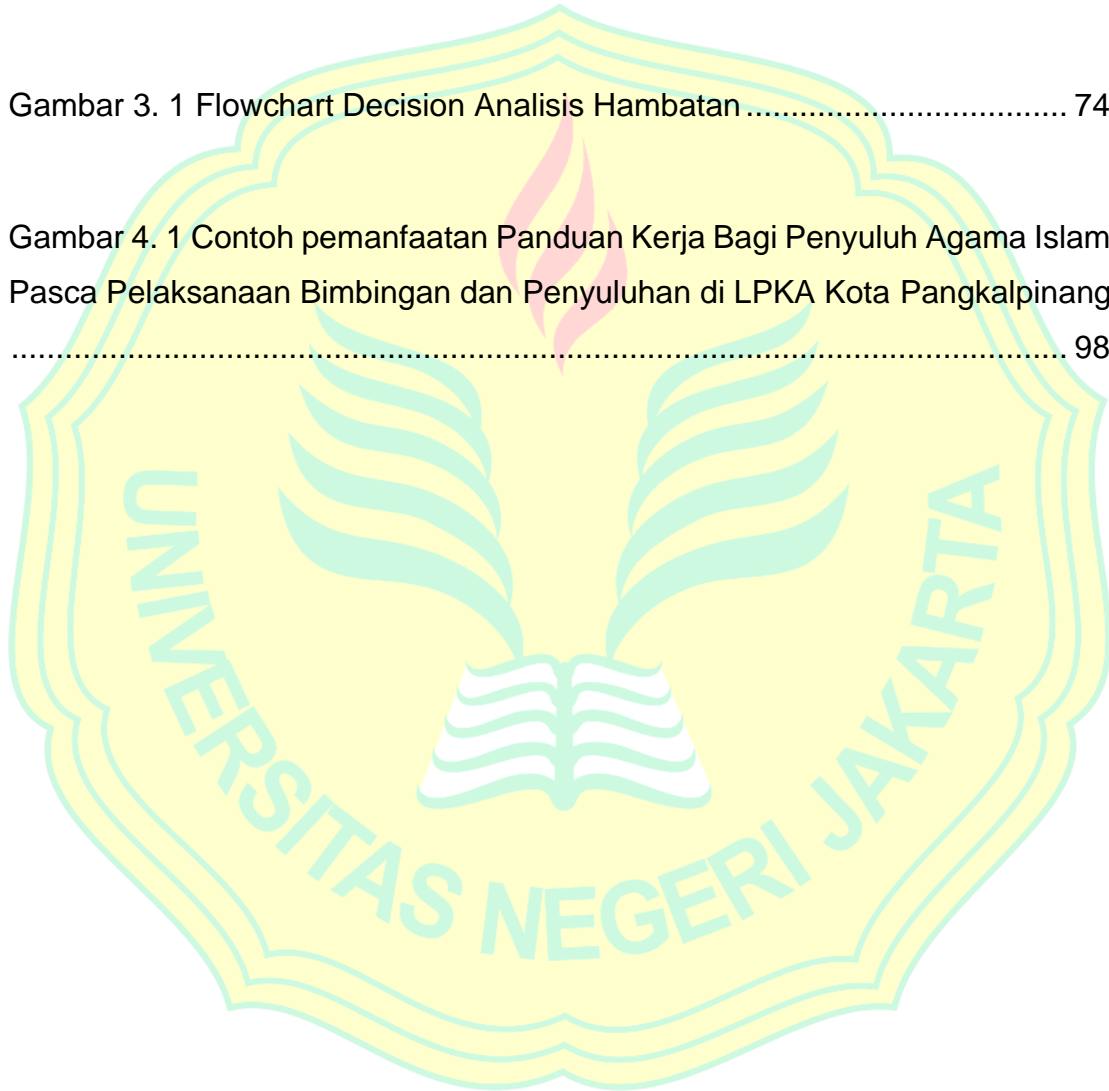 Gambar 3. 1 Flowchart Decision Analisis Hambatan .................................... 74
Gambar 4. 1 Contoh pemanfaatan Panduan Kerja Bagi Penyuluh Agama Islam
Pasca Pelaksanaan Bimbingan dan Penyuluhan di LPKA Kota Pangkalpinang
...................................................................................................................... 98
UNIVERSITAS NEGERI JAKARTA